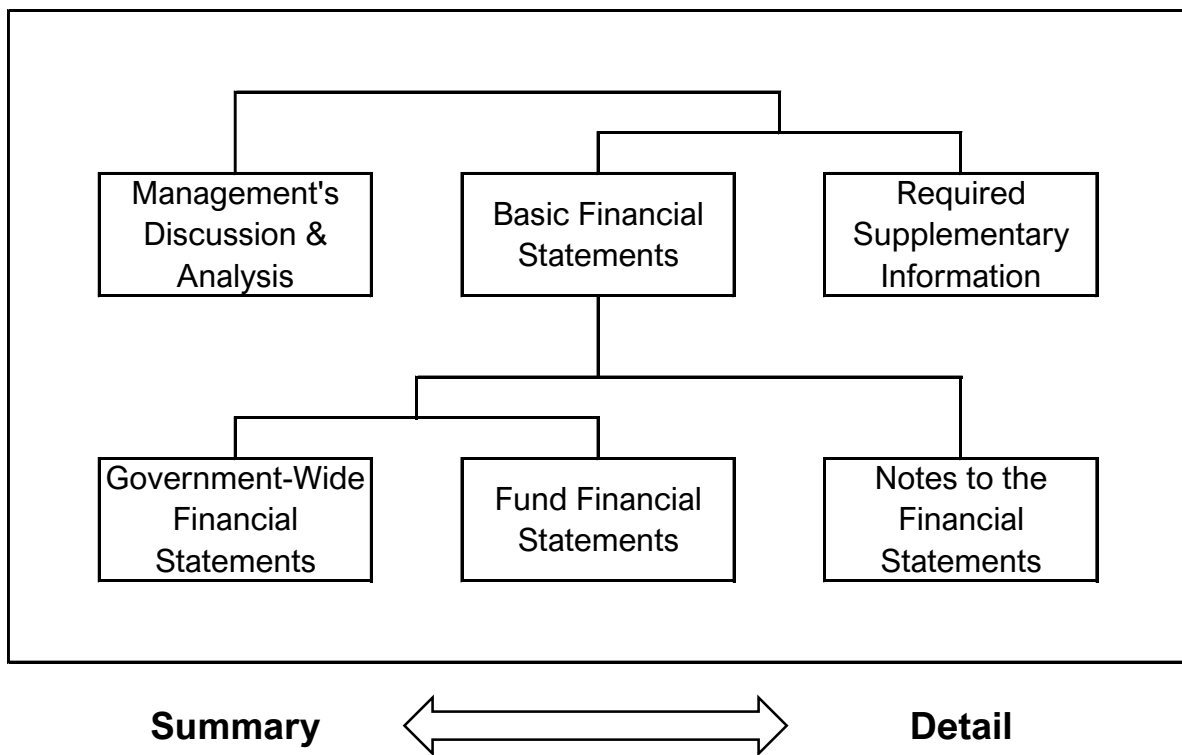 Management's
Discussion &
Analysis
Basic Financial
Statements
Required
Supplementary
Information
Government-Wide
Financial
Statements
Fund Financial
Statements
Notes to the
Financial
Statements
Summary
Detail